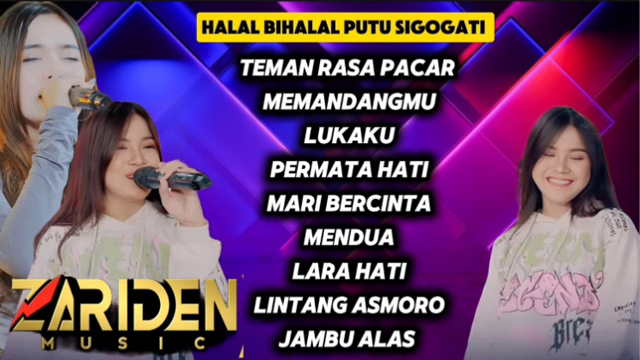 HALAL BIHALAL PUTU SIGOGATI
TEMAN RASA PACAR
MEMANDANGMU
LUKAKU
PERMATA HATI
MARI BERCINTA
MENDUA
LARA HATI
LINTANG ASMORO
JAMBU ALAS
ZARIDEN
MUSIC